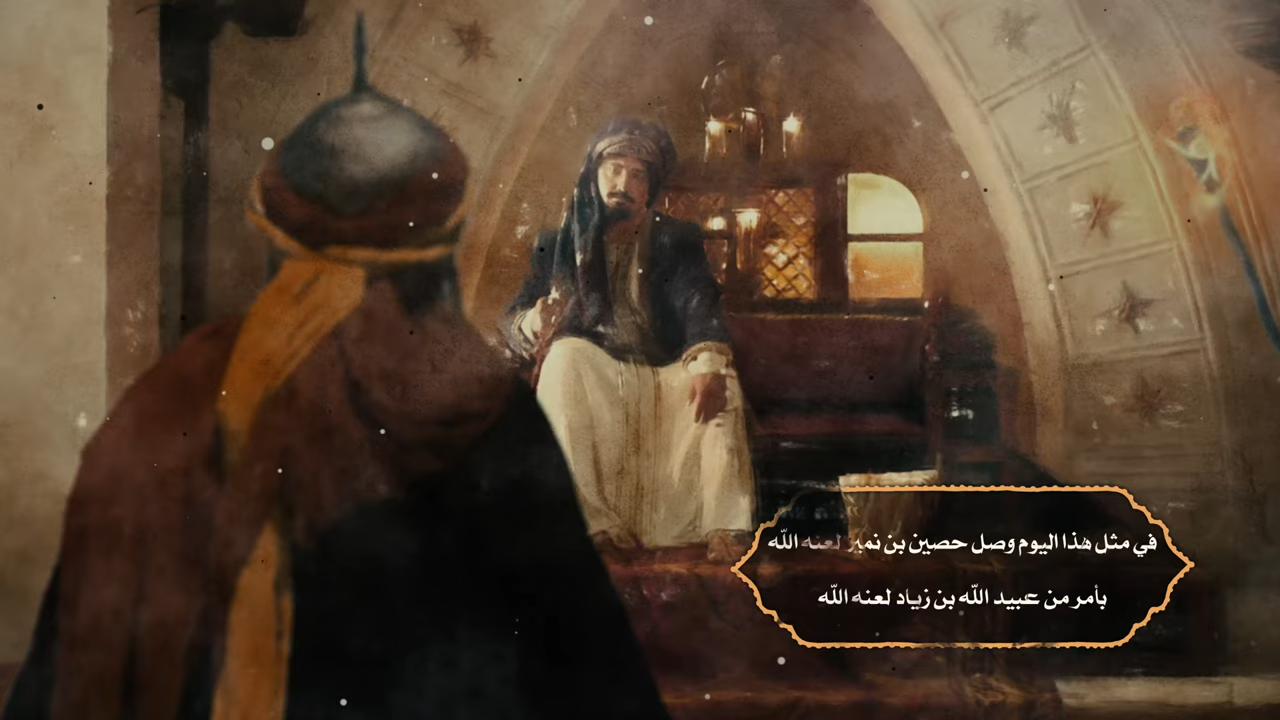 في مثل هذا اليوم وصل حصين بن نمير لعنه الله
بأمر من عبيد الله بن زياد لعنه الله